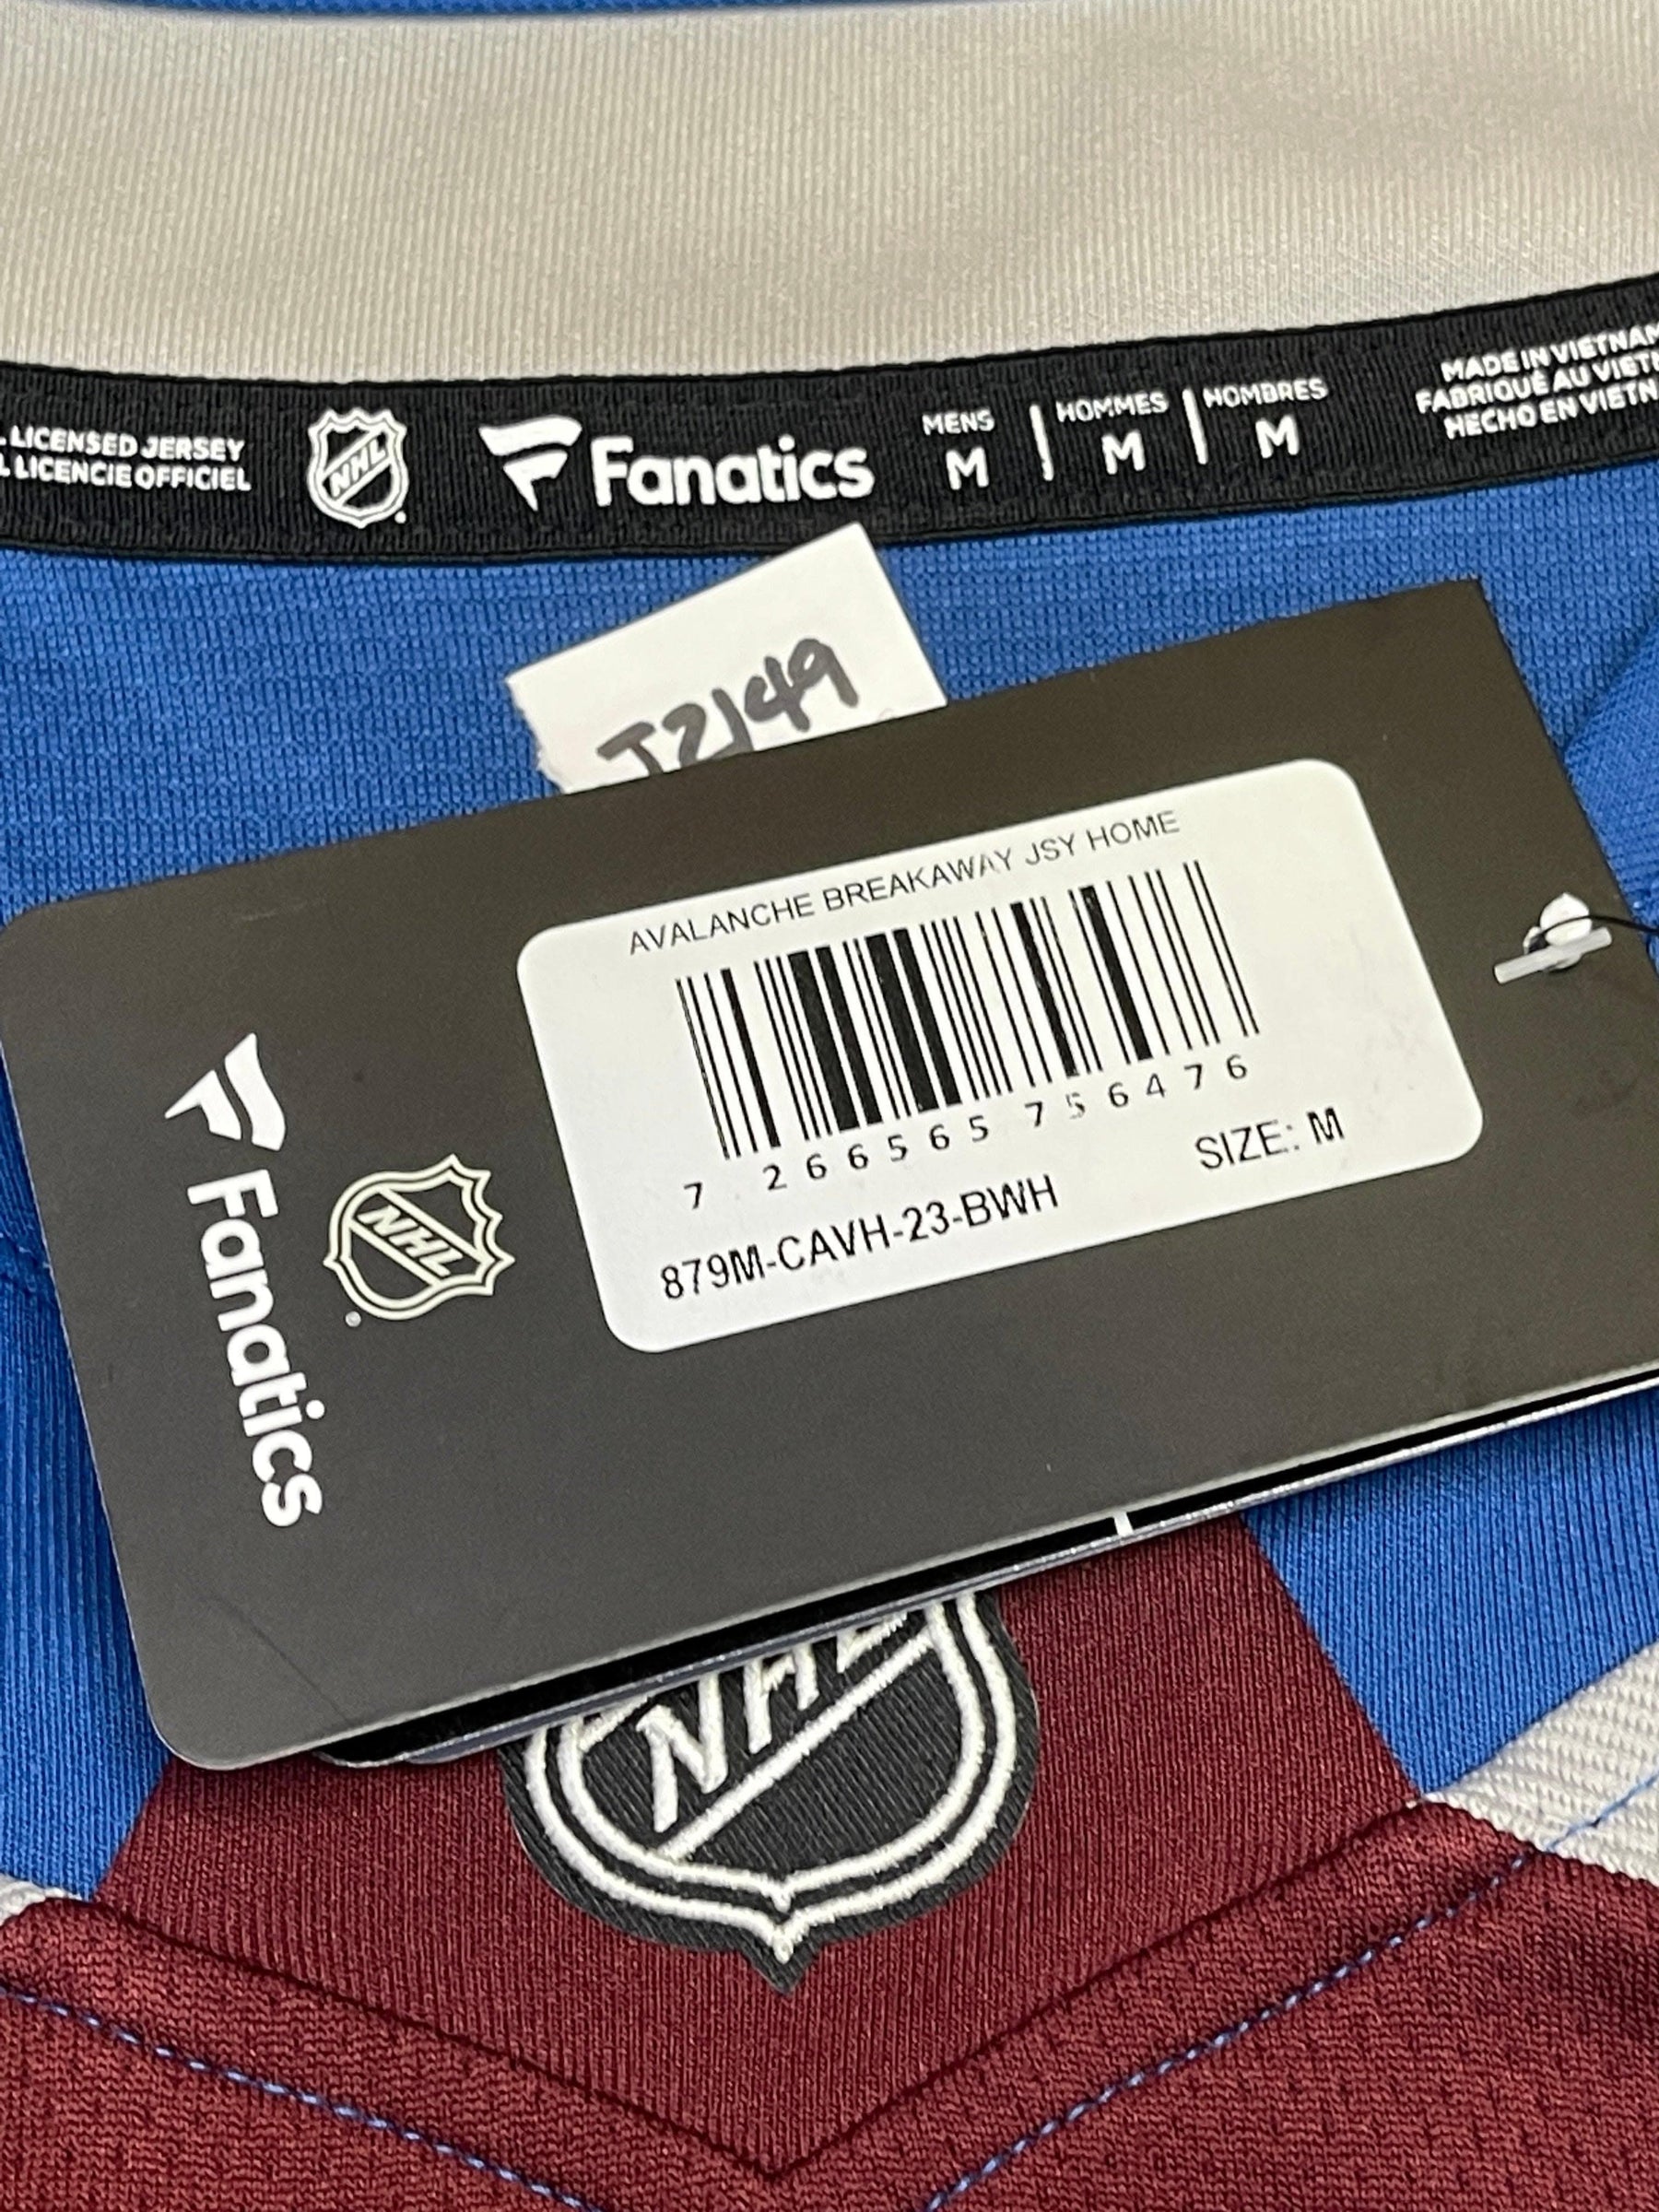 LICENSED JERSEY
LICENCIE OFFICIEL
NHL
Fanatics
MENS
M
HOMMES
M
HOMBRES
M
MADE IN VIETNAM
FABRIQUÉ AU VIETN
HECHO EN VIETN
J2149
AVALANCHE BREAKAWAY JSY HOME
7 266565 756476
SIZE: M
879M-CAVH-23-BWH
Fanatics
NHL
NHL